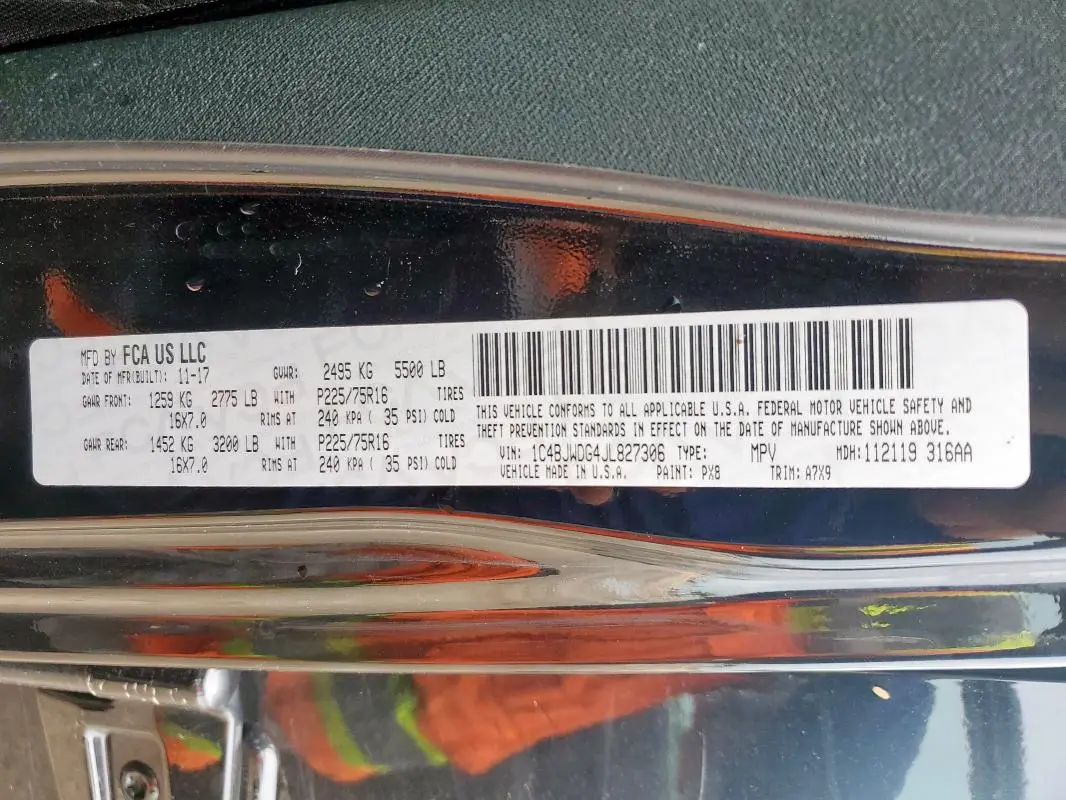 MFD BY FCA US LLC
DATE OF MFR(BUILT): 11-17 GVWR: 2495 KG 5500 LB
GAWR FRONT: 1259 KG 2775 LB WITH P225/75R16 TIRES
16X7.0 RIMS AT 240 KPA ( 35 PSI) COLD
GAWR REAR: 1452 KG 3200 LB WITH P225/75R16 TIRES
16X7.0 RIMS AT 240 KPA ( 35 PSI) COLD
THIS VEHICLE CONFORMS TO ALL APPLICABLE U.S.A. FEDERAL MOTOR VEHICLE SAFETY AND
THEFT PREVENTION STANDARDS IN EFFECT ON THE DATE OF MANUFACTURE SHOWN ABOVE.
VIN: 1C4BJWDG4JL827306 TYPE: MPV MDH:112119 316AA
VEHICLE MADE IN U.S.A. PAINT: PX8 TRIM: A7X9